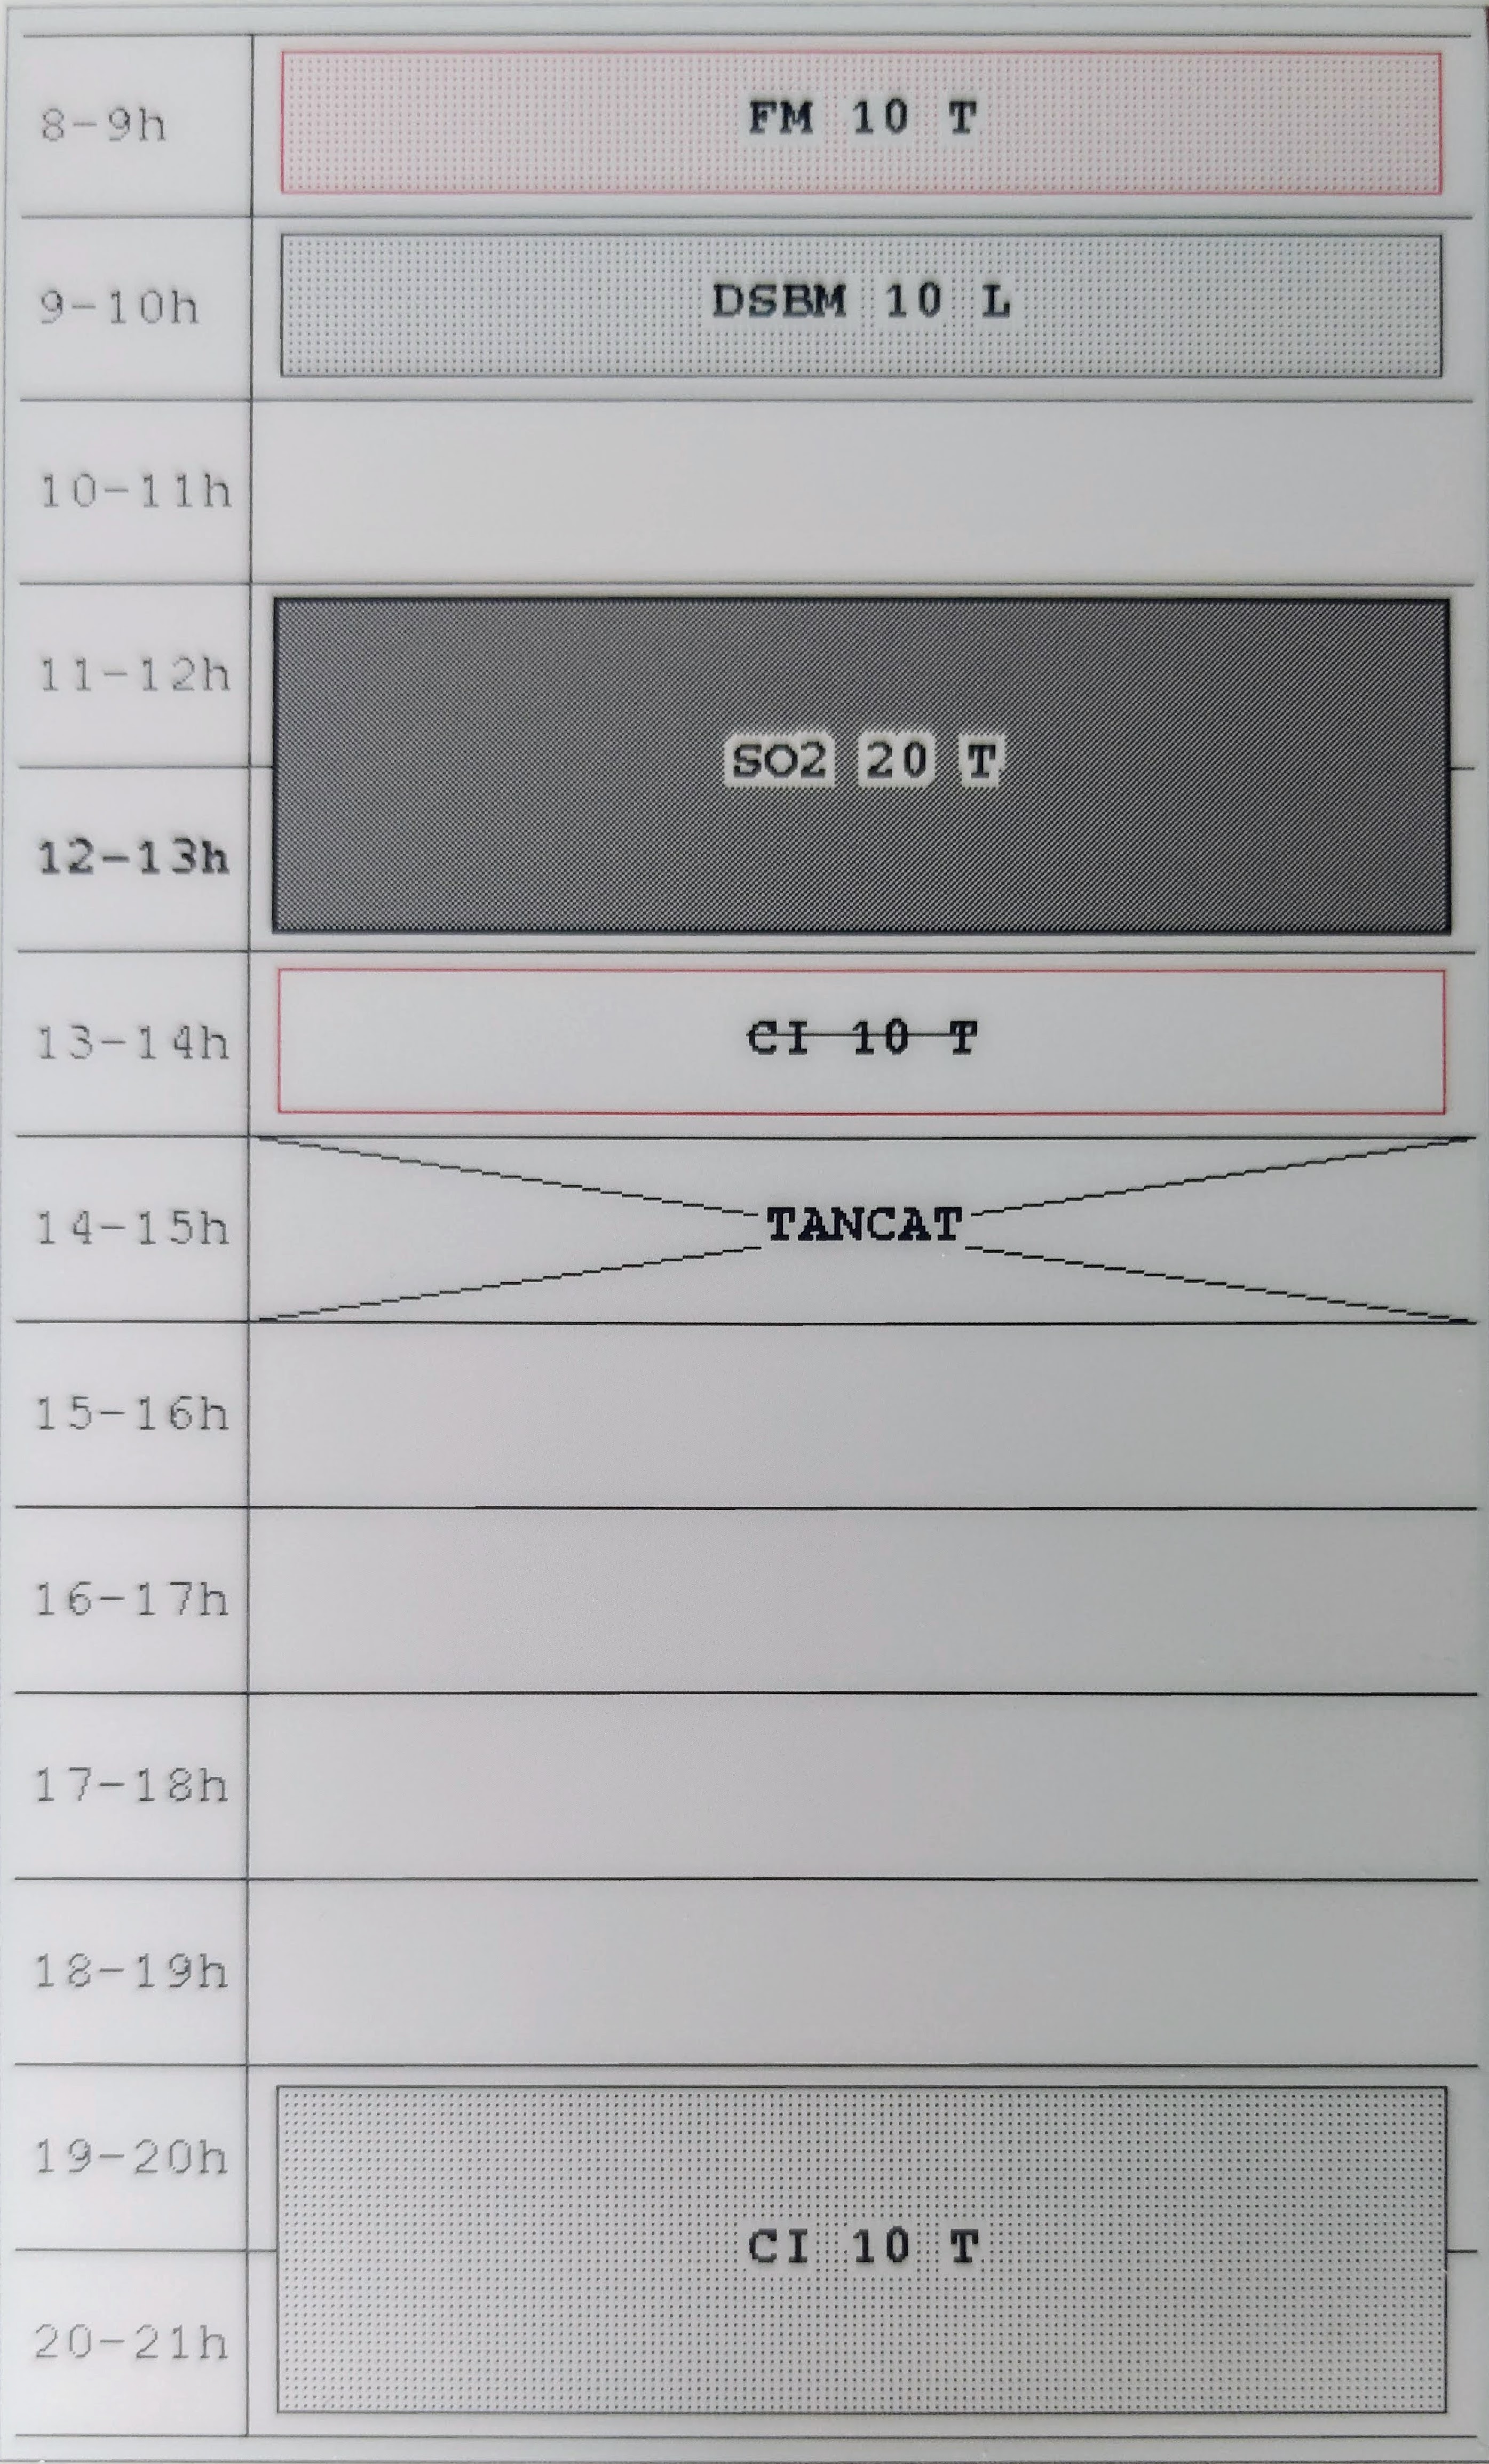 8-9h FM 10 T
9-10h DSBM 10 L
10-11h
11-12h
SO2 20 T
12-13h
13-14h CI 10 T
14-15h TANCAT
15-16h
16-17h
17-18h
18-19h
19-20h
CI 10 T
20-21h